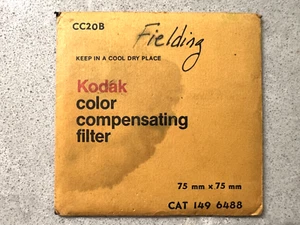 CC20B
Fielding
KEEP IN A COOL DRY PLACE
Kodak
color
compensating
filter
75 mm x 75 mm
CAT 149 6488